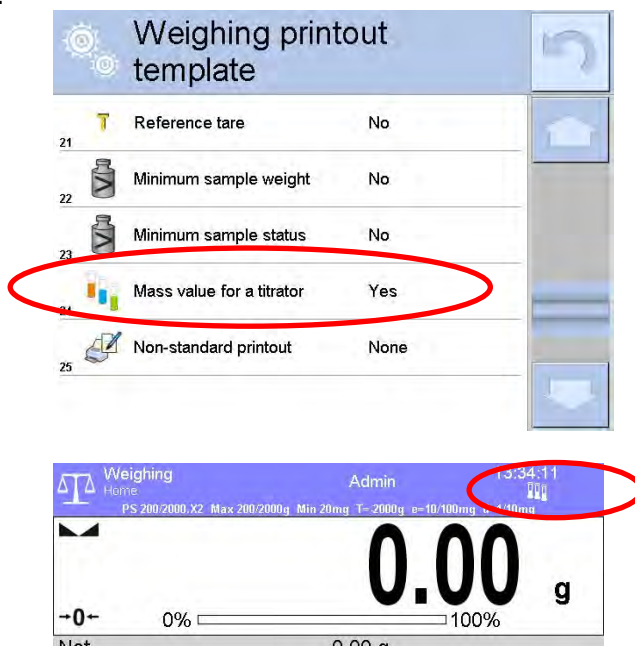 Weighing printout
template
21 Reference tare No
22 Minimum sample weight No
23 Minimum sample status No
Mass value for a titrator Yes
25 Non-standard printout None
Weighing Admin 13:34:11
Home
PS 200/2000.X2 Max 200/2000g Min 20mg T=-2000g e=10/100mg d=1/10mg
0.00 g
→0← 0% 100%
Net 0.00 g